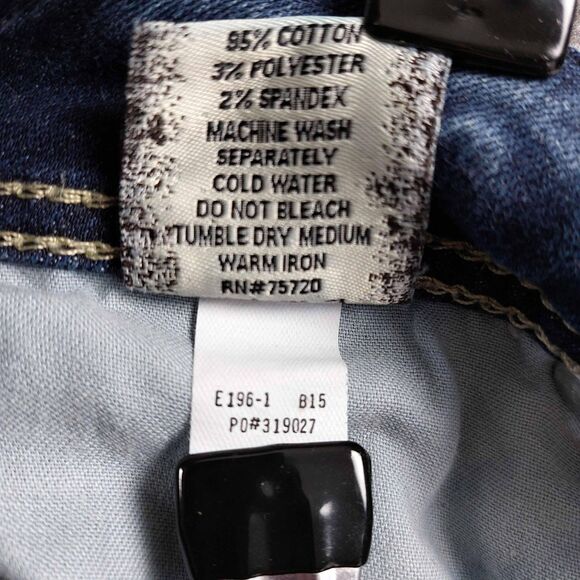 95% COTTON
3% POLYESTER
2% SPANDEX
MACHINE WASH
SEPARATELY
COLD WATER
DO NOT BLEACH
TUMBLE DRY MEDIUM
WARM IRON
RN#75720
E196-1 B15
PO#319027